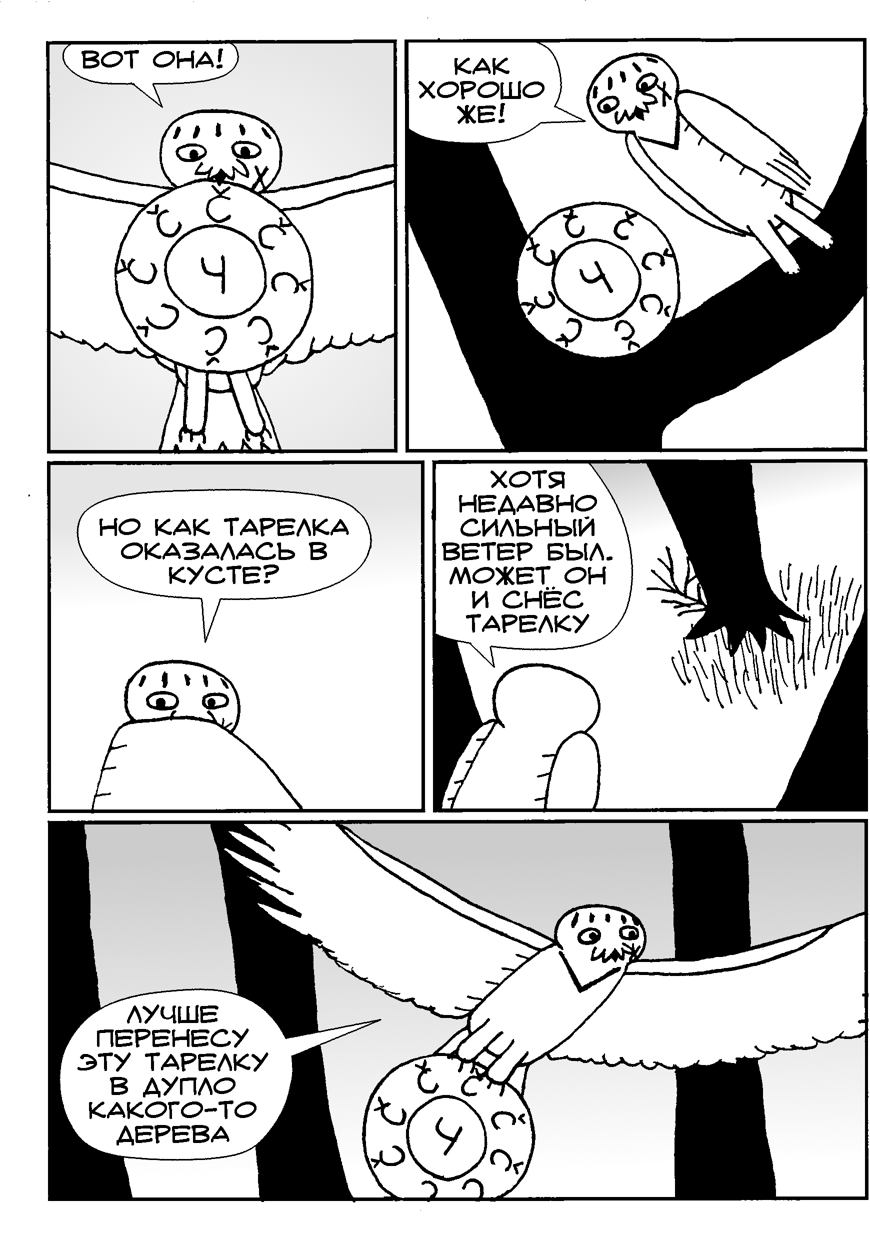 ВОТ ОНА!
КАК
ХОРОШО
ЖЕ!
Ч
Ч
НО КАК ТАРЕЛКА
ОКАЗАЛАСЬ В
КУСТЕ?
ХОТЯ
НЕДАВНО
СИЛЬНЫЙ
ВЕТЕР БЫЛ.
МОЖЕТ ОН
И СНЁС
ТАРЕЛКУ
ЛУЧШЕ
ПЕРЕНЕСУ
ЭТУ ТАРЕЛКУ
В ДУПЛО
КАКОГО-ТО
ДЕРЕВА
Ч